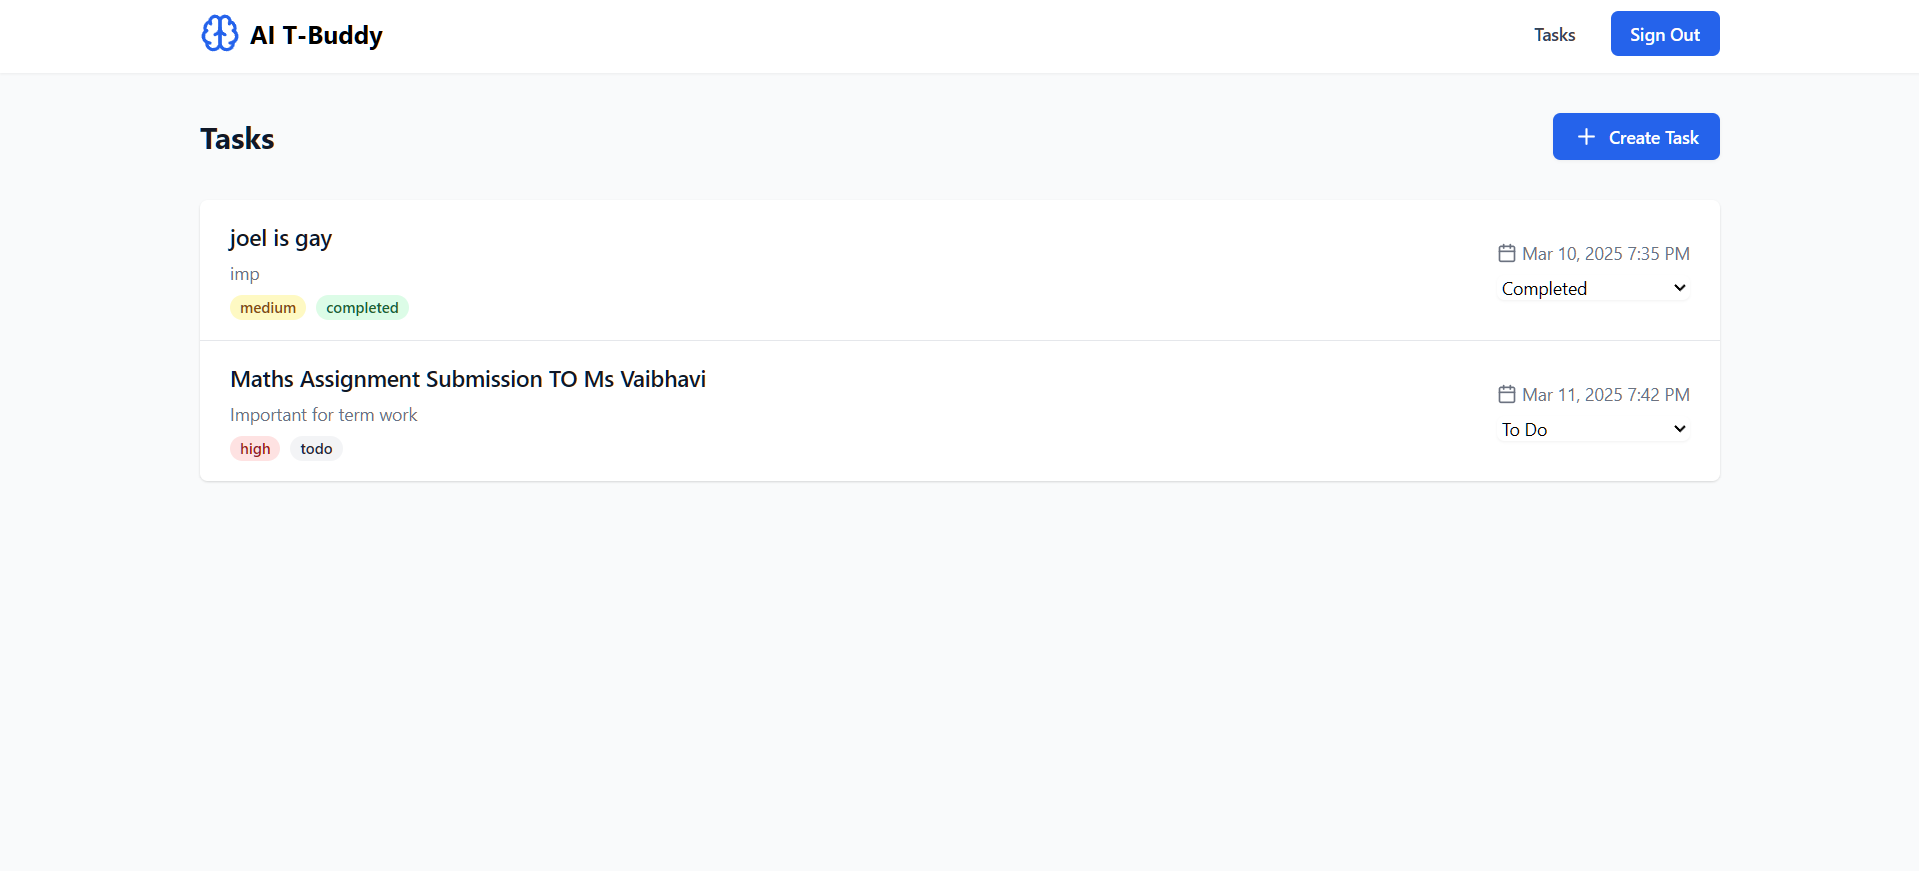 AI T-Buddy
Tasks
Sign Out
Tasks
Create Task
joel is gay
imp
medium completed
Mar 10, 2025 7:35 PM
Completed
Maths Assignment Submission TO Ms Vaibhavi
Important for term work
high todo
Mar 11, 2025 7:42 PM
To Do